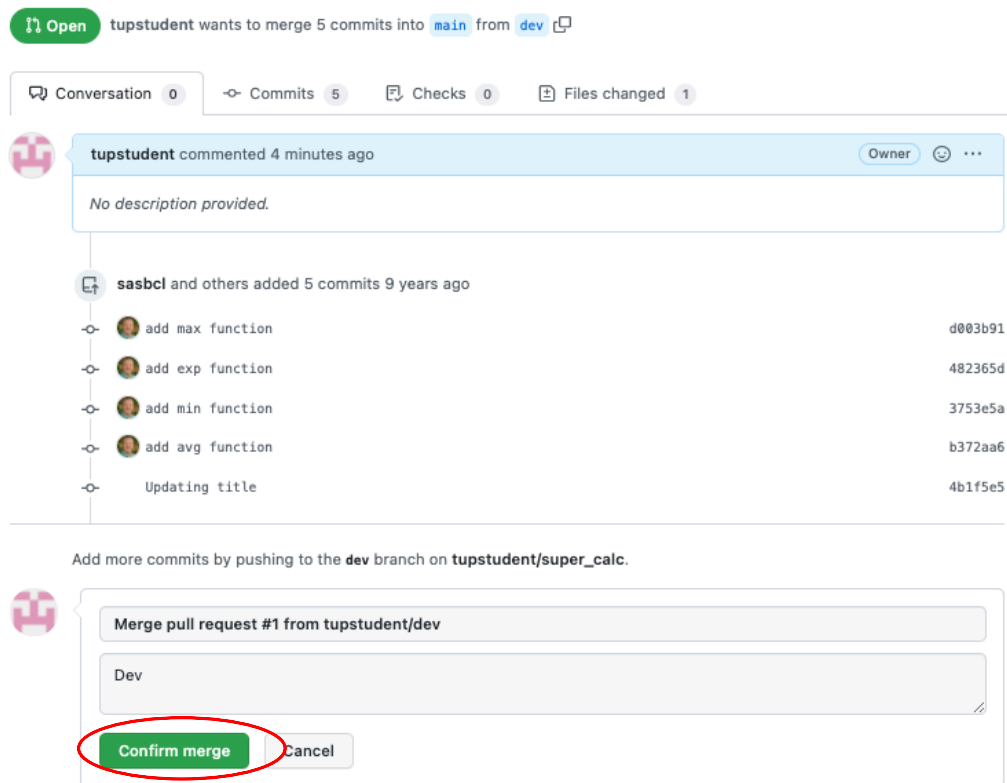 Open tupstudent wants to merge 5 commits into main from dev
Conversation 0 Commits 5 Checks 0 Files changed 1
tupstudent commented 4 minutes ago Owner
No description provided.
sasbcl and others added 5 commits 9 years ago
add max function d003b91
add exp function 482365d
add min function 3753e5a
add avg function b372aa6
Updating title 4b1f5e5
Add more commits by pushing to the dev branch on tupstudent/super_calc.
Merge pull request #1 from tupstudent/dev
Dev
Confirm merge Cancel